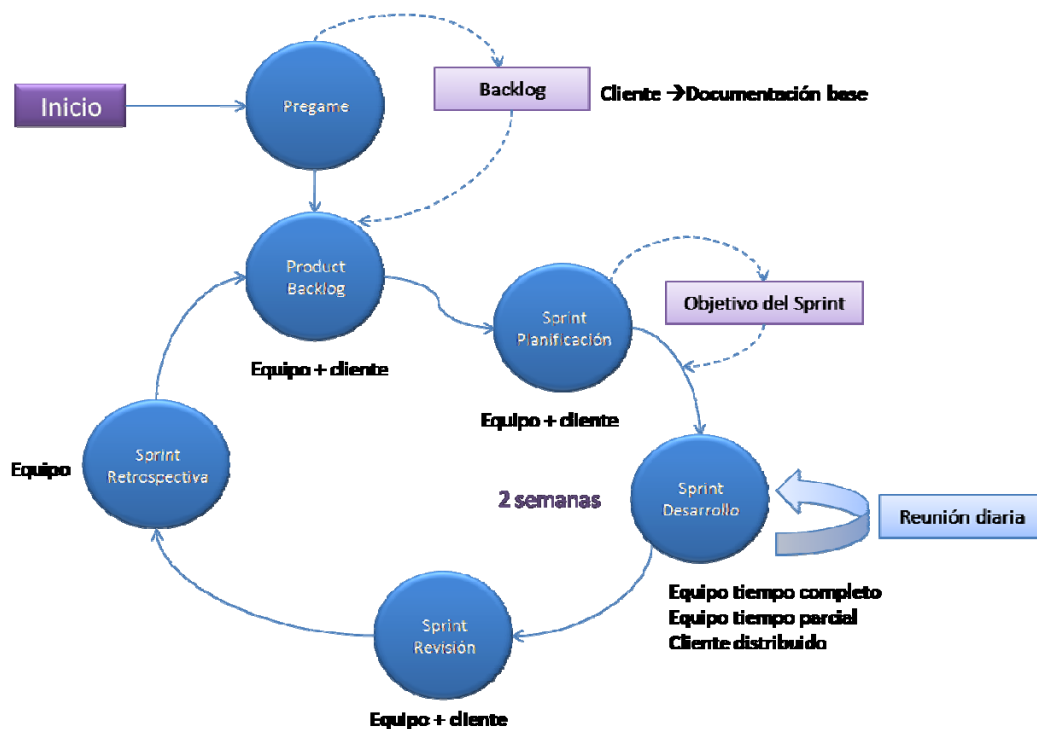 Inicio
Pregame
Backlog
Cliente →Documentación base
Product
Backlog
Equipo + cliente
Sprint
Planificación
Objetivo del Sprint
Equipo + cliente
Sprint
Retrospectiva
Equipo
2 semanas
Sprint
Desarrollo
Reunión diaria
Equipo tiempo completo
Equipo tiempo parcial
Cliente distribuido
Sprint
Revisión
Equipo + cliente